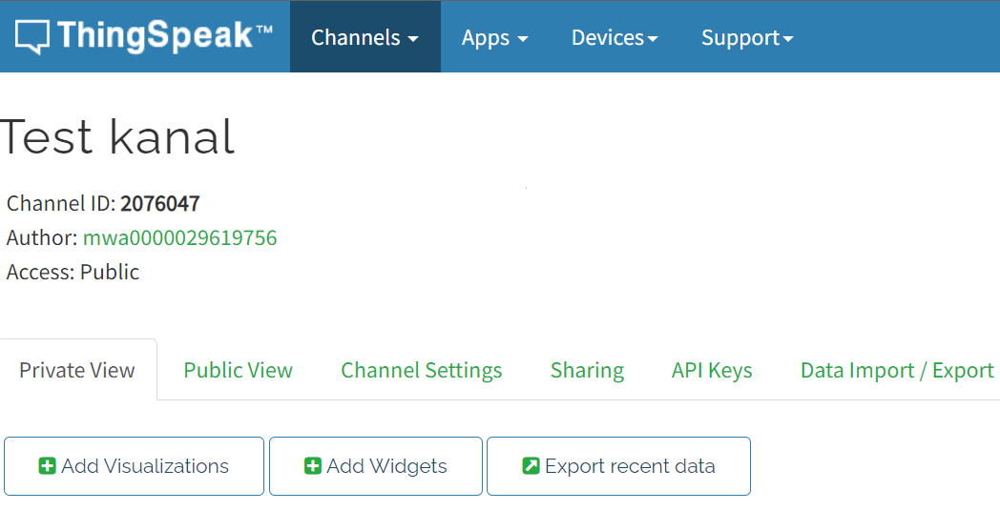 ThingSpeak™ Channels Apps Devices Support
Test kanal
Channel ID: 2076047
Author: mwa0000029619756
Access: Public
Private View Public View Channel Settings Sharing API Keys Data Import / Export
Add Visualizations Add Widgets Export recent data